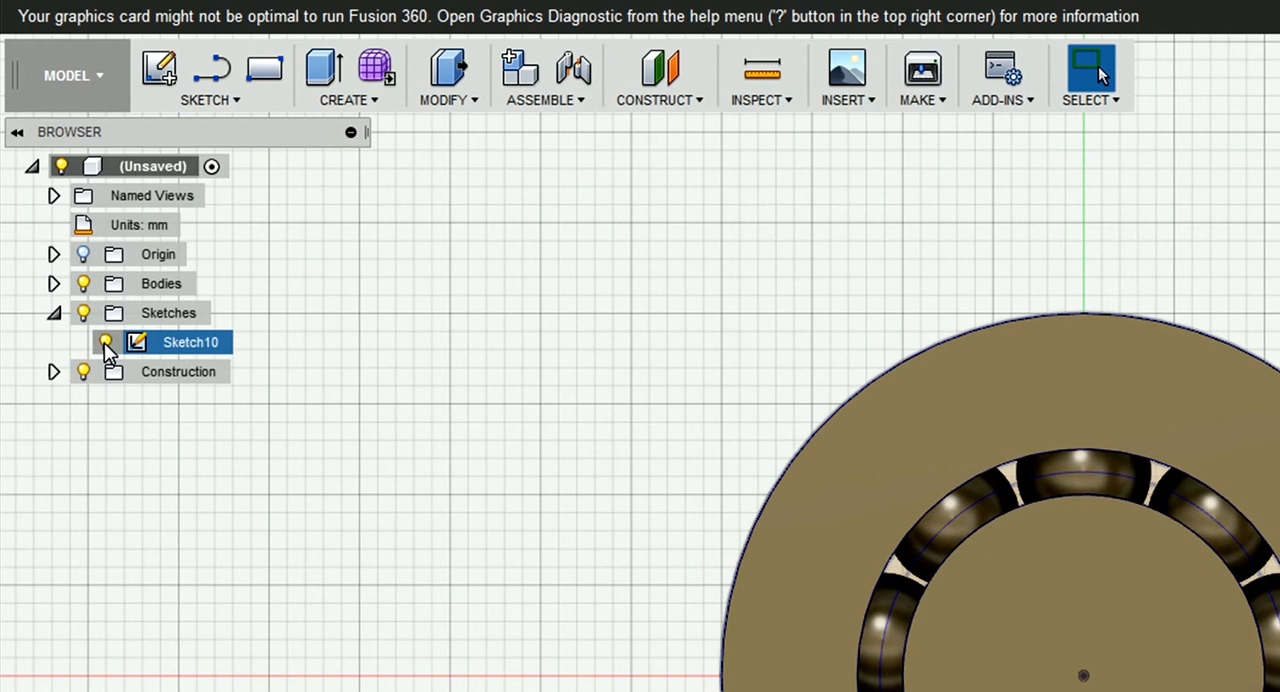 Your graphics card might not be optimal to run Fusion 360. Open Graphics Diagnostic from the help menu ('?' button in the top right corner) for more information
MODEL
SKETCH CREATE MODIFY ASSEMBLE CONSTRUCT INSPECT INSERT MAKE ADD-INS SELECT
BROWSER
(Unsaved)
Named Views
Units: mm
Origin
Bodies
Sketches
Sketch10
Construction